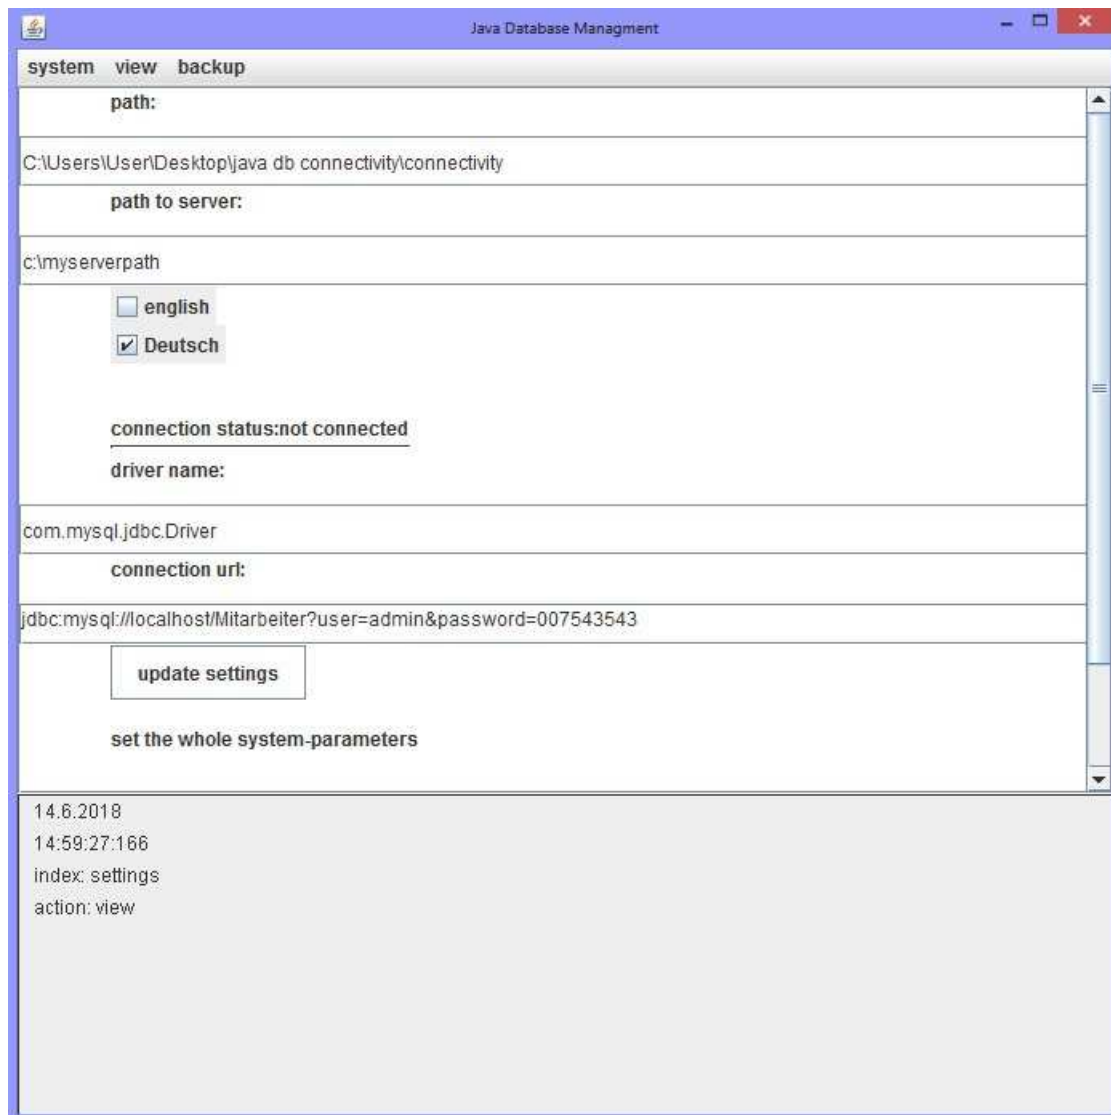 Java Database Managment
system view backup
path:
C:\Users\User\Desktop\java db connectivity\connectivity
path to server:
c:\myserverpath
english
Deutsch
connection status:not connected
driver name:
com.mysql.jdbc.Driver
connection url:
jdbc:mysql://localhost/Mitarbeiter?user=admin&password=007543543
update settings
set the whole system-parameters
14.6.2018
14:59:27:166
index: settings
action: view